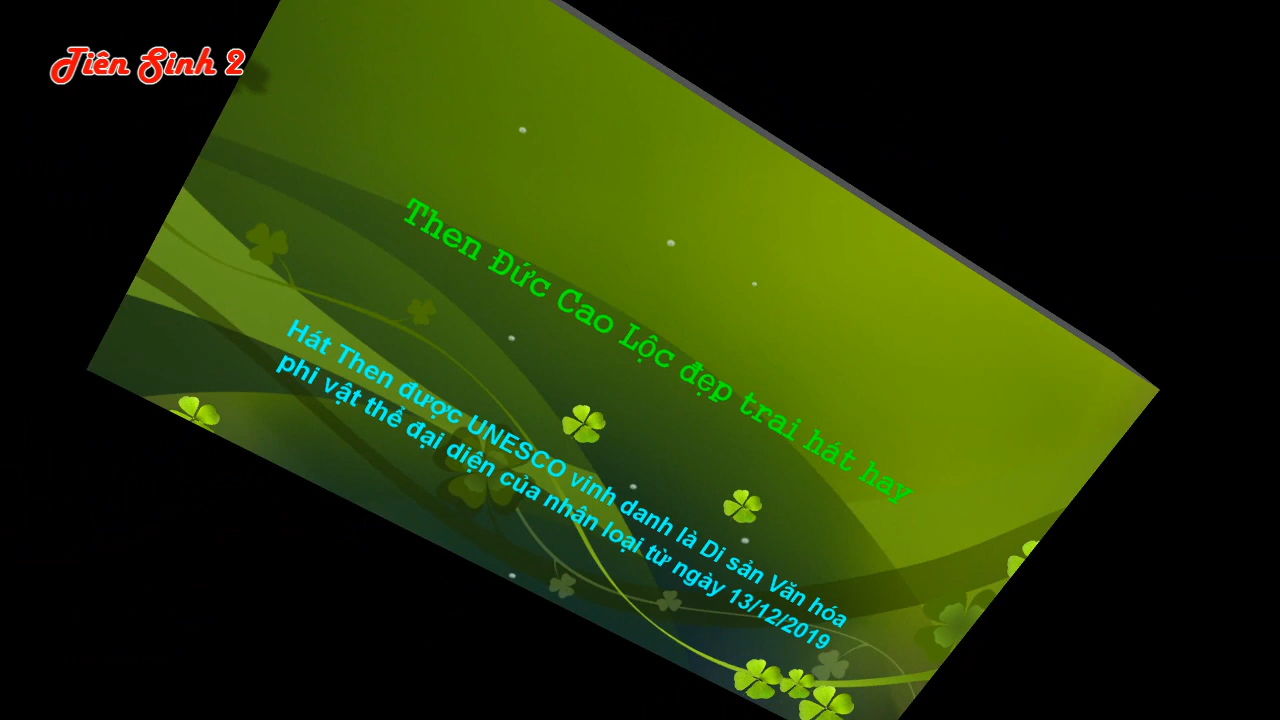 Tiên Sinh 2
Then Đức Cao Lộc đẹp trai hát hay
Hát Then được UNESCO vinh danh là Di sản Văn hóa
phi vật thể đại diện của nhân loại từ ngày 13/12/2019